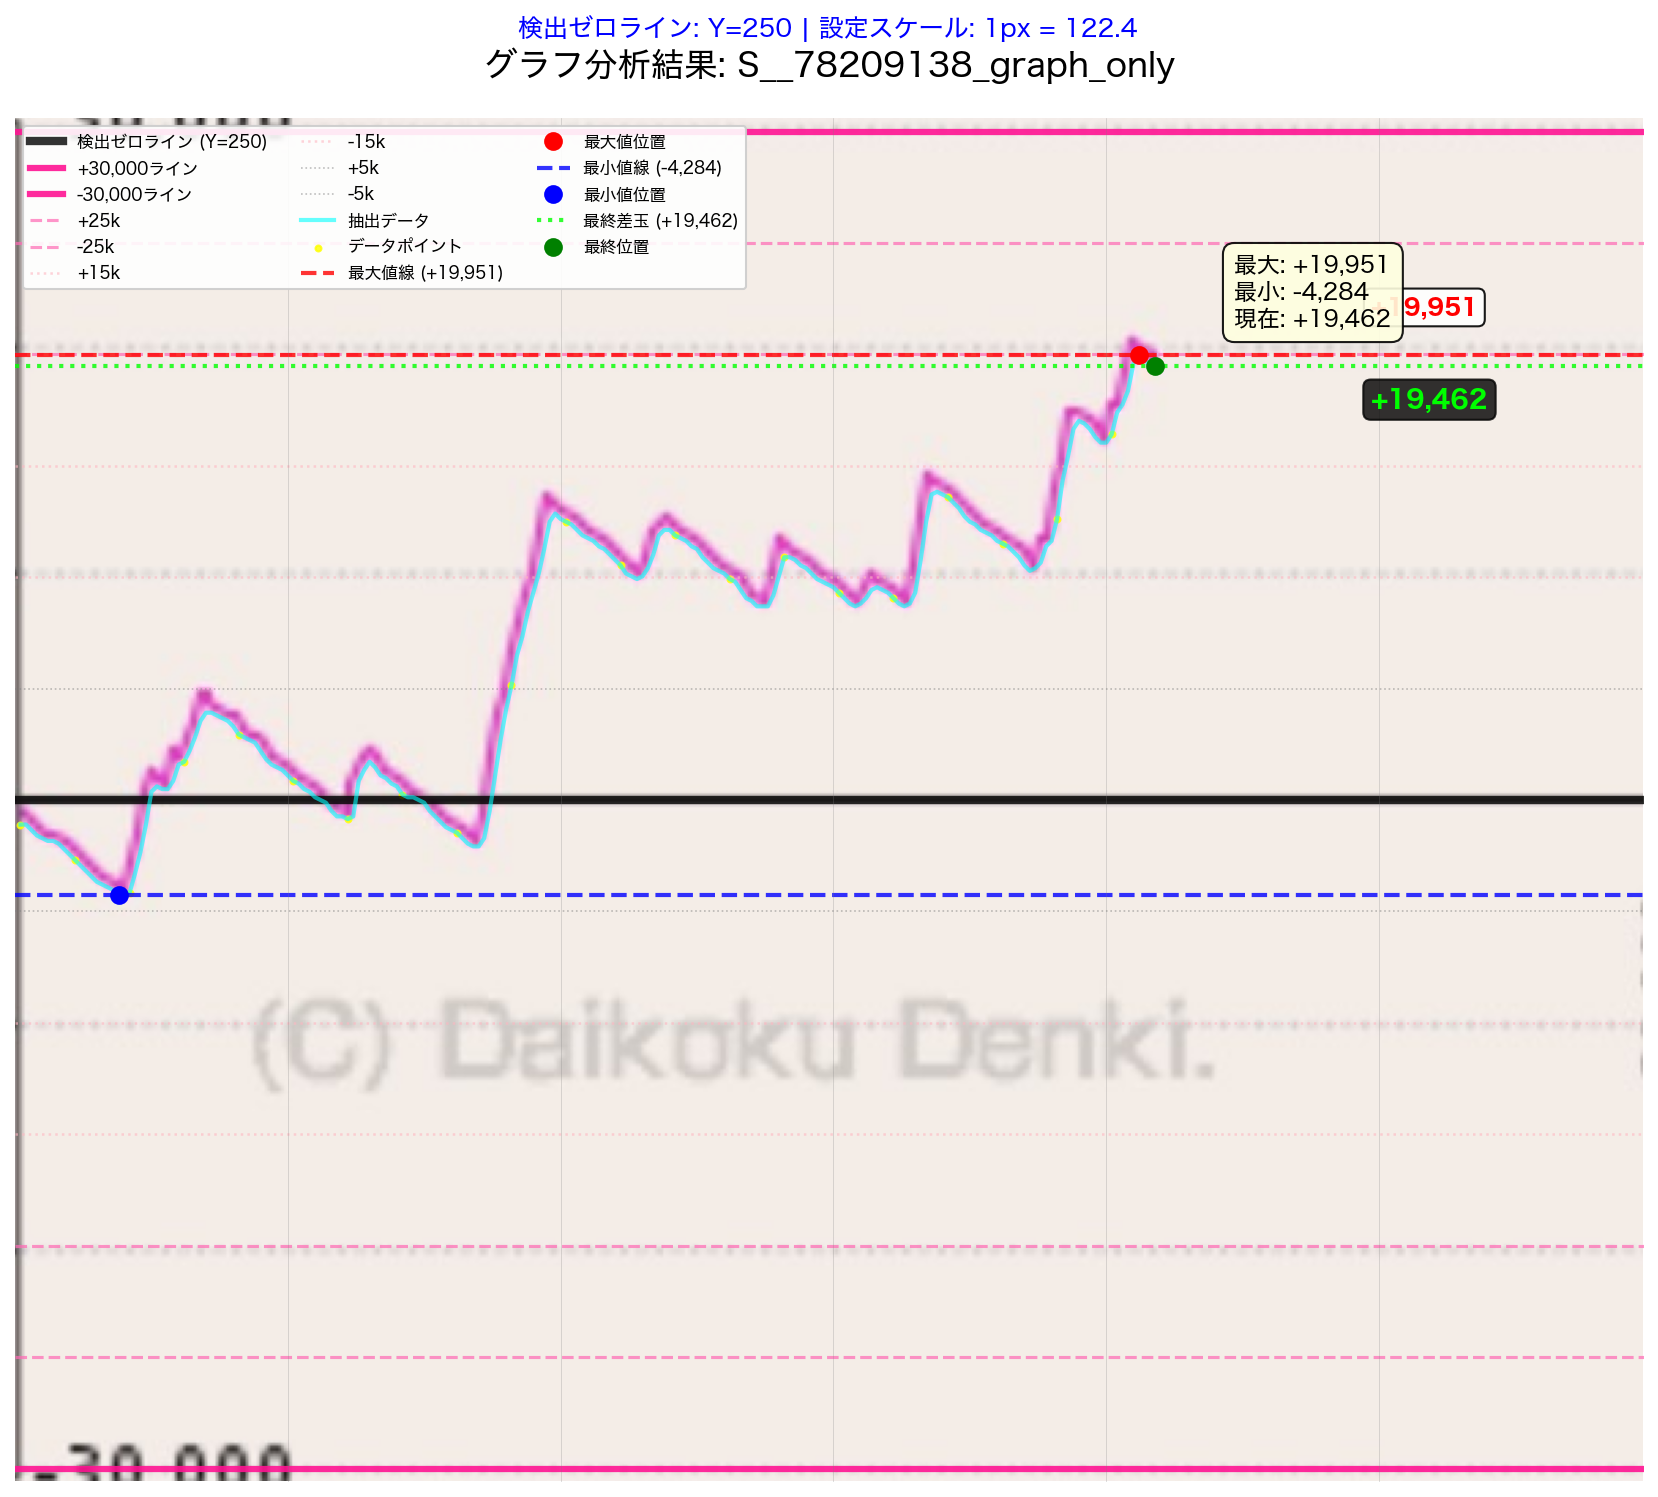 検出ゼロライン: Y=250 | 設定スケール: 1px = 122.4
グラフ分析結果: S__78209138_graph_only
検出ゼロライン (Y=250)
+30,000ライン
-30,000ライン
+25k
-25k
+15k
-15k
+5k
-5k
抽出データ
データポイント
最大値線 (+19,951)
最大値位置
最小値線 (-4,284)
最小値位置
最終差玉 (+19,462)
最終位置
最大: +19,951
最小: -4,284
現在: +19,462
9,951
+19,462
(C) Daikoku Denki.
-30,000